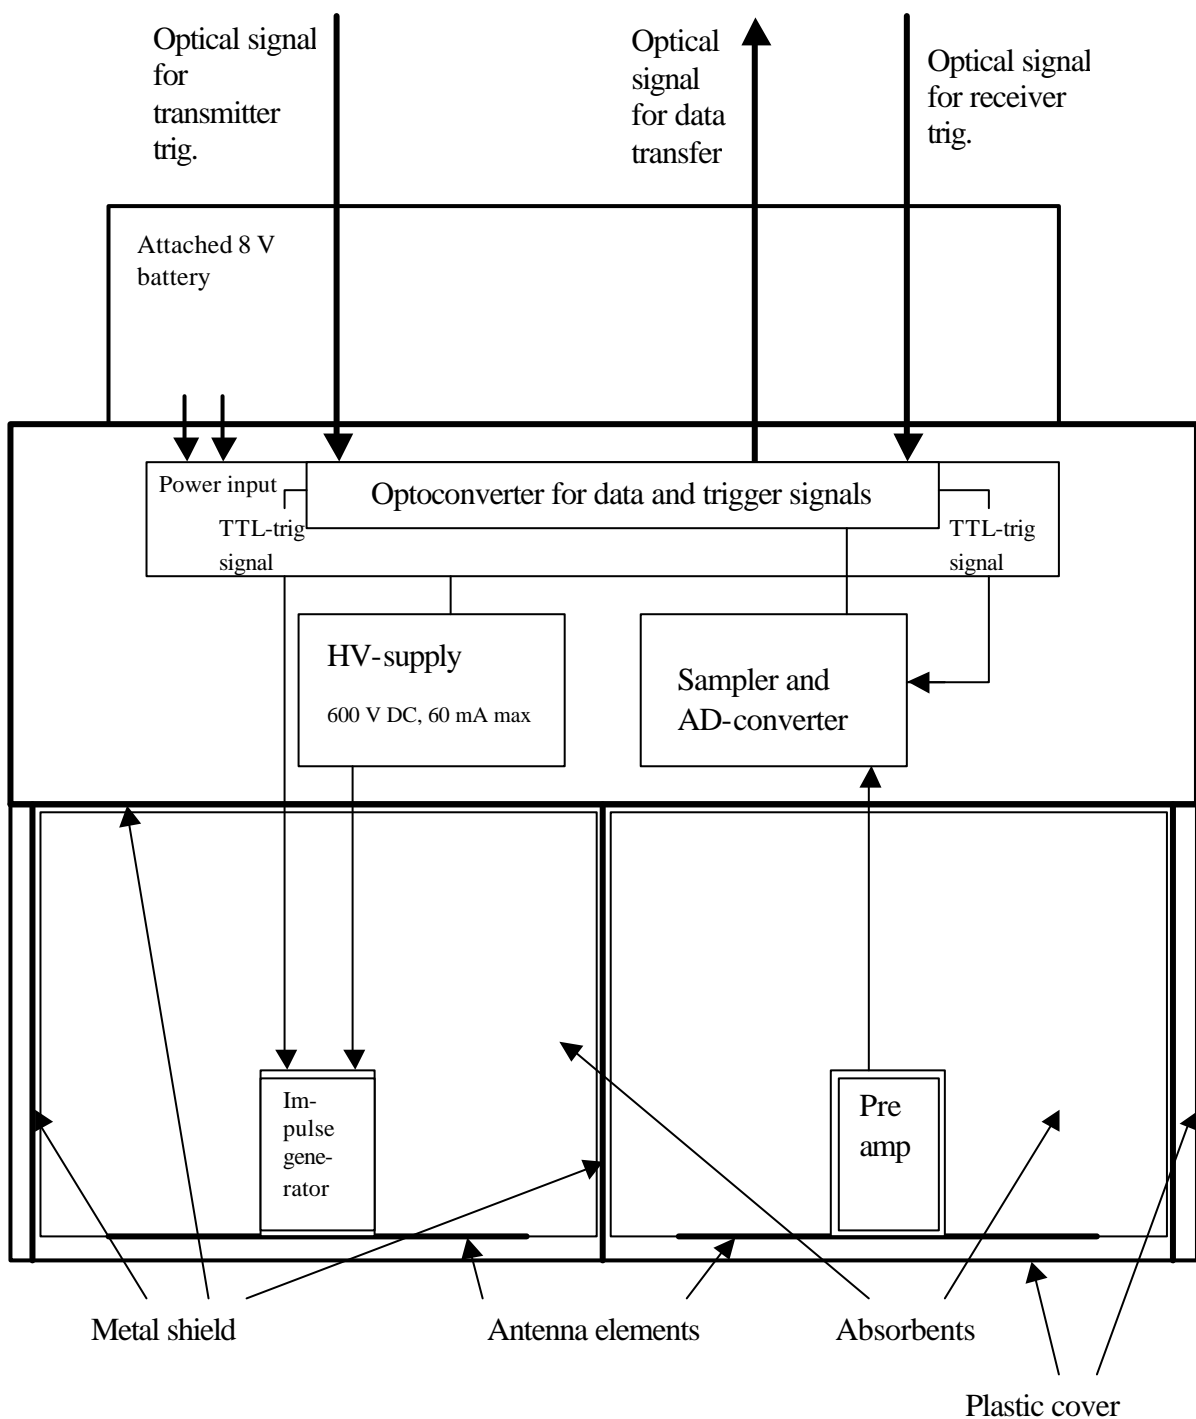 Optical signal
for
transmitter
trig.
Optical
signal
for data
transfer
Optical signal
for receiver
trig.
Attached 8 V
battery
Power input
Optoconverter for data and trigger signals
TTL-trig
signal
TTL-trig
signal
HV-supply
600 V DC, 60 mA max
Sampler and
AD-converter
Im-
pulse
gene-
rator
Pre
amp
Metal shield
Antenna elements
Absorbents
Plastic cover